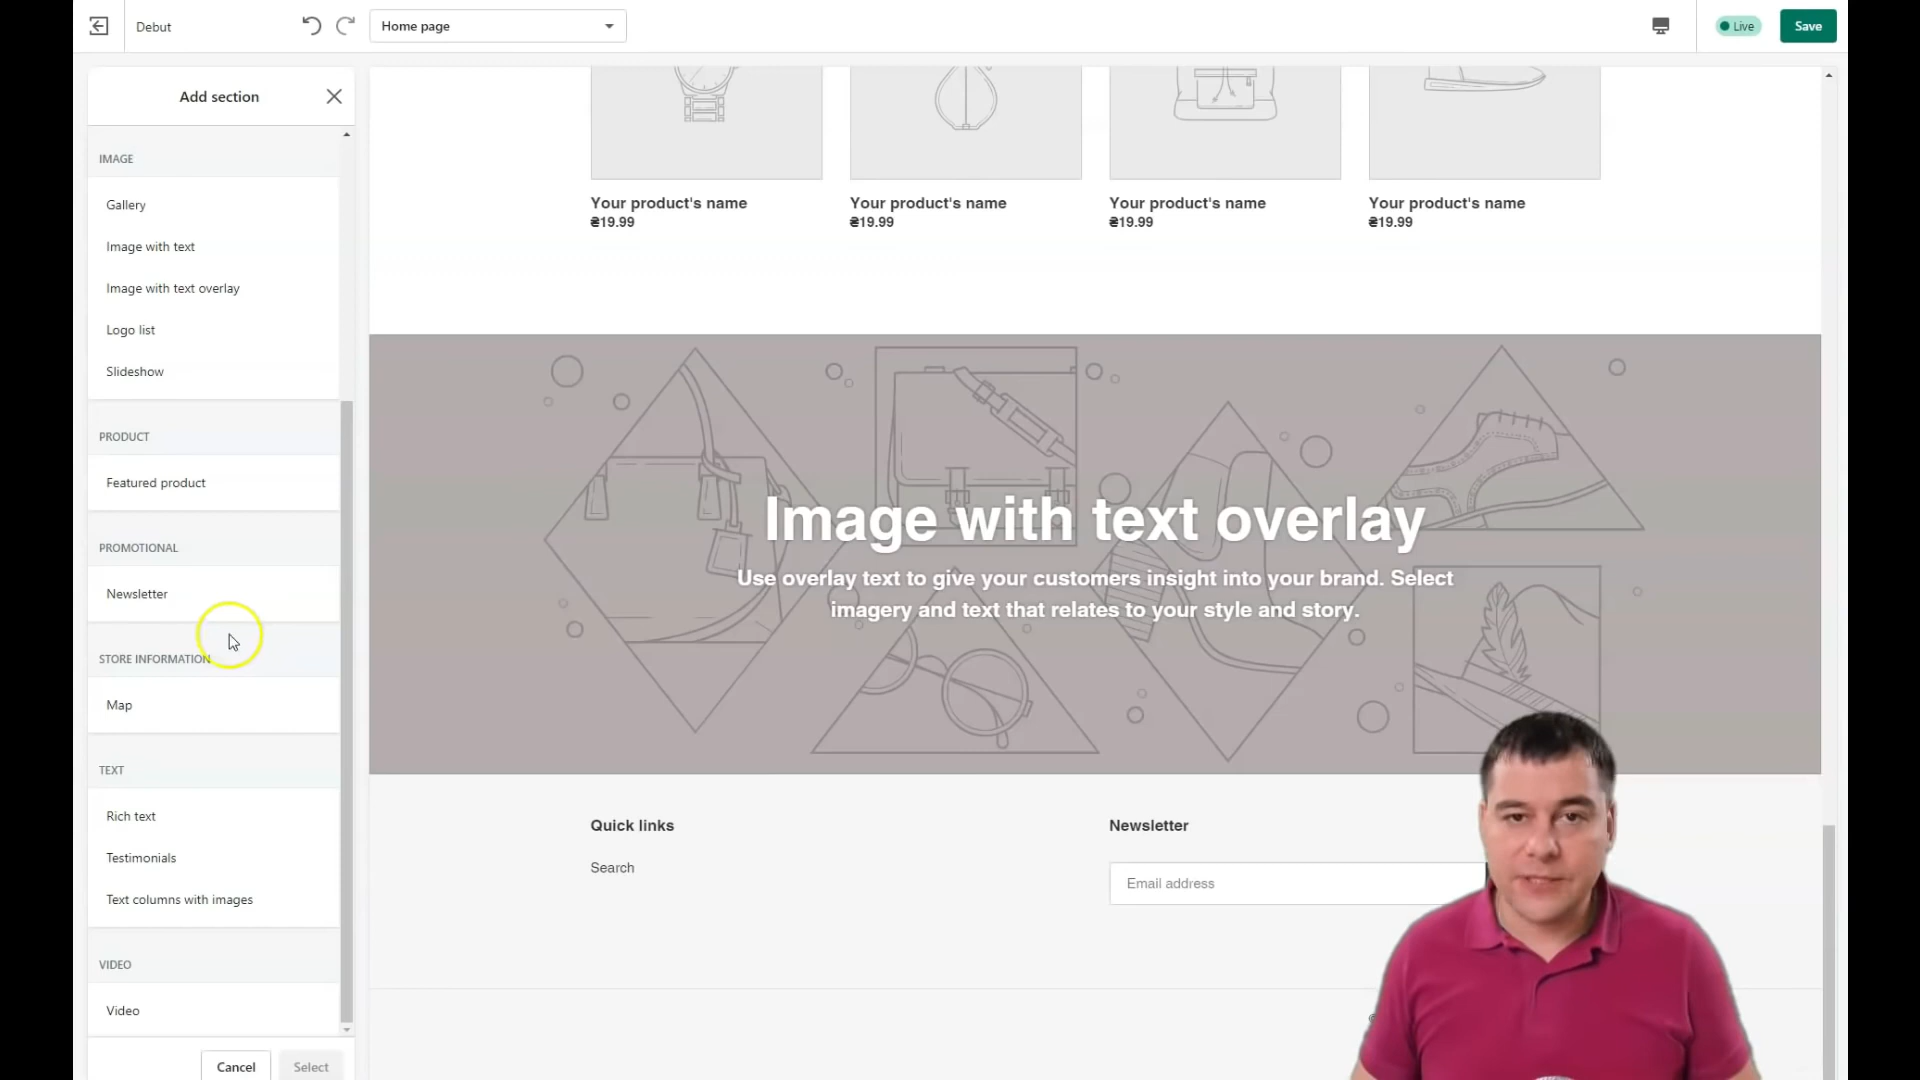 Debut
Home page
Live
Save
Add section
IMAGE
Gallery
Image with text
Image with text overlay
Logo list
Slideshow
PRODUCT
Featured product
PROMOTIONAL
Newsletter
STORE INFORMATION
Map
TEXT
Rich text
Testimonials
Text columns with images
VIDEO
Video
Cancel
Select
Your product's name
₴19.99
Your product's name
₴19.99
Your product's name
₴19.99
Your product's name
₴19.99
Image with text overlay
Use overlay text to give your customers insight into your brand. Select
imagery and text that relates to your style and story.
Quick links
Search
Newsletter
Email address